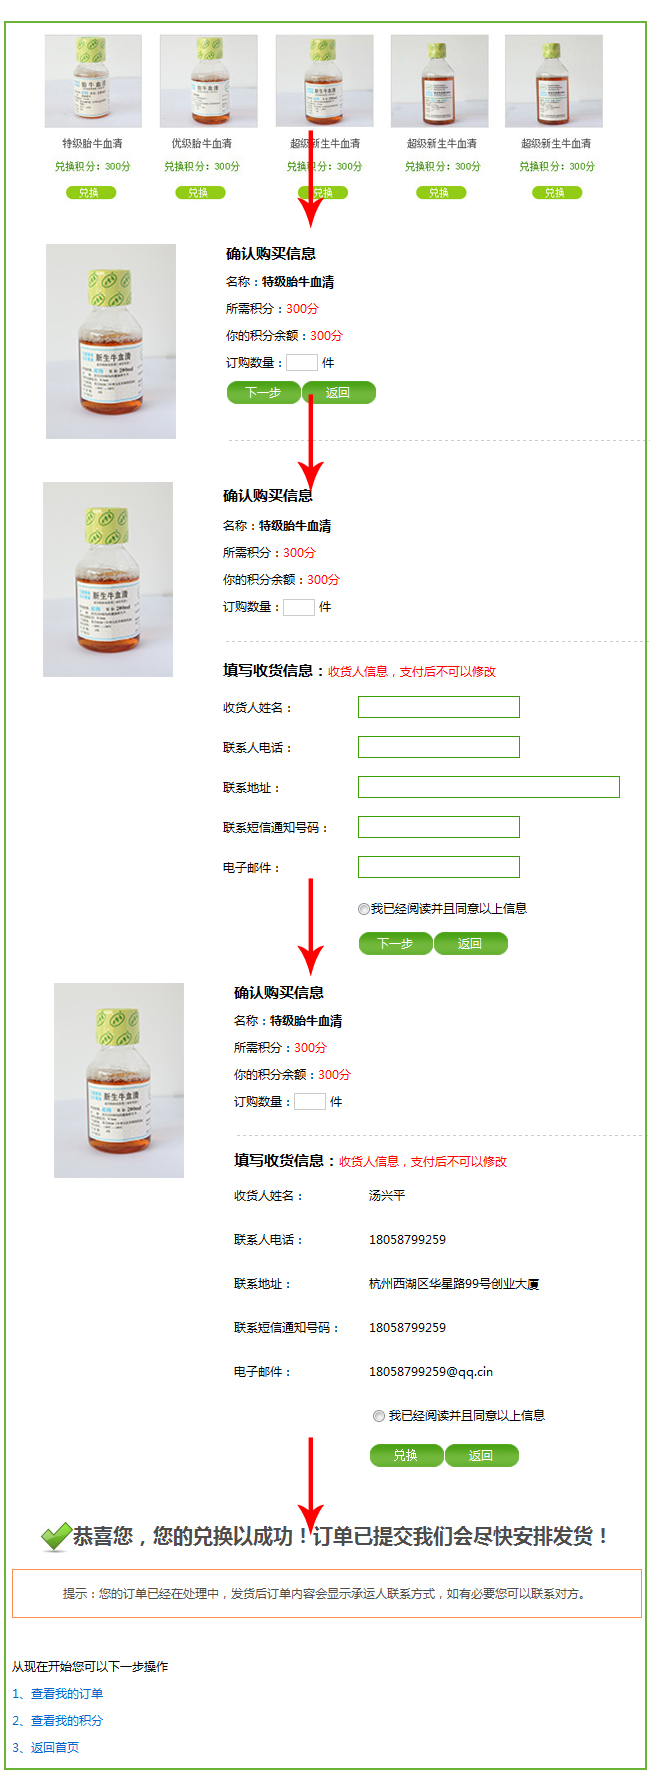 特级胎牛血清 优级胎牛血清 超级新生牛血清 超级新生牛血清 超级新生牛血清
兑换积分：300分 兑换积分：300分 兑换积分：300分 兑换积分：300分 兑换积分：300分
兑换 兑换 兑换 兑换 兑换
新生牛血清
200ml
确认购买信息
名称：特级胎牛血清
所需积分：300分
你的积分余额：300分
订购数量： 件
下一步 返回
新生牛血清
200ml
确认购买信息
名称：特级胎牛血清
所需积分：300分
你的积分余额：300分
订购数量： 件
填写收货信息：收货人信息，支付后不可以修改
收货人姓名：
联系人电话：
联系地址：
联系短信通知号码：
电子邮件：
我已经阅读并且同意以上信息
下一步 返回
新生牛血清
200ml
确认购买信息
名称：特级胎牛血清
所需积分：300分
你的积分余额：300分
订购数量： 件
填写收货信息：收货人信息，支付后不可以修改
收货人姓名： 汤兴平
联系人电话： 18058799259
联系地址： 杭州西湖区华星路99号创业大厦
联系短信通知号码： 18058799259
电子邮件： 18058799259@qq.cin
我已经阅读并且同意以上信息
兑换 返回
恭喜您，您的兑换以成功！订单已提交我们会尽快安排发货！
提示：您的订单已经在处理中，发货后订单内容会显示承运人联系方式，如有必要您可以联系对方。
从现在开始您可以下一步操作
1、查看我的订单
2、查看我的积分
3、返回首页